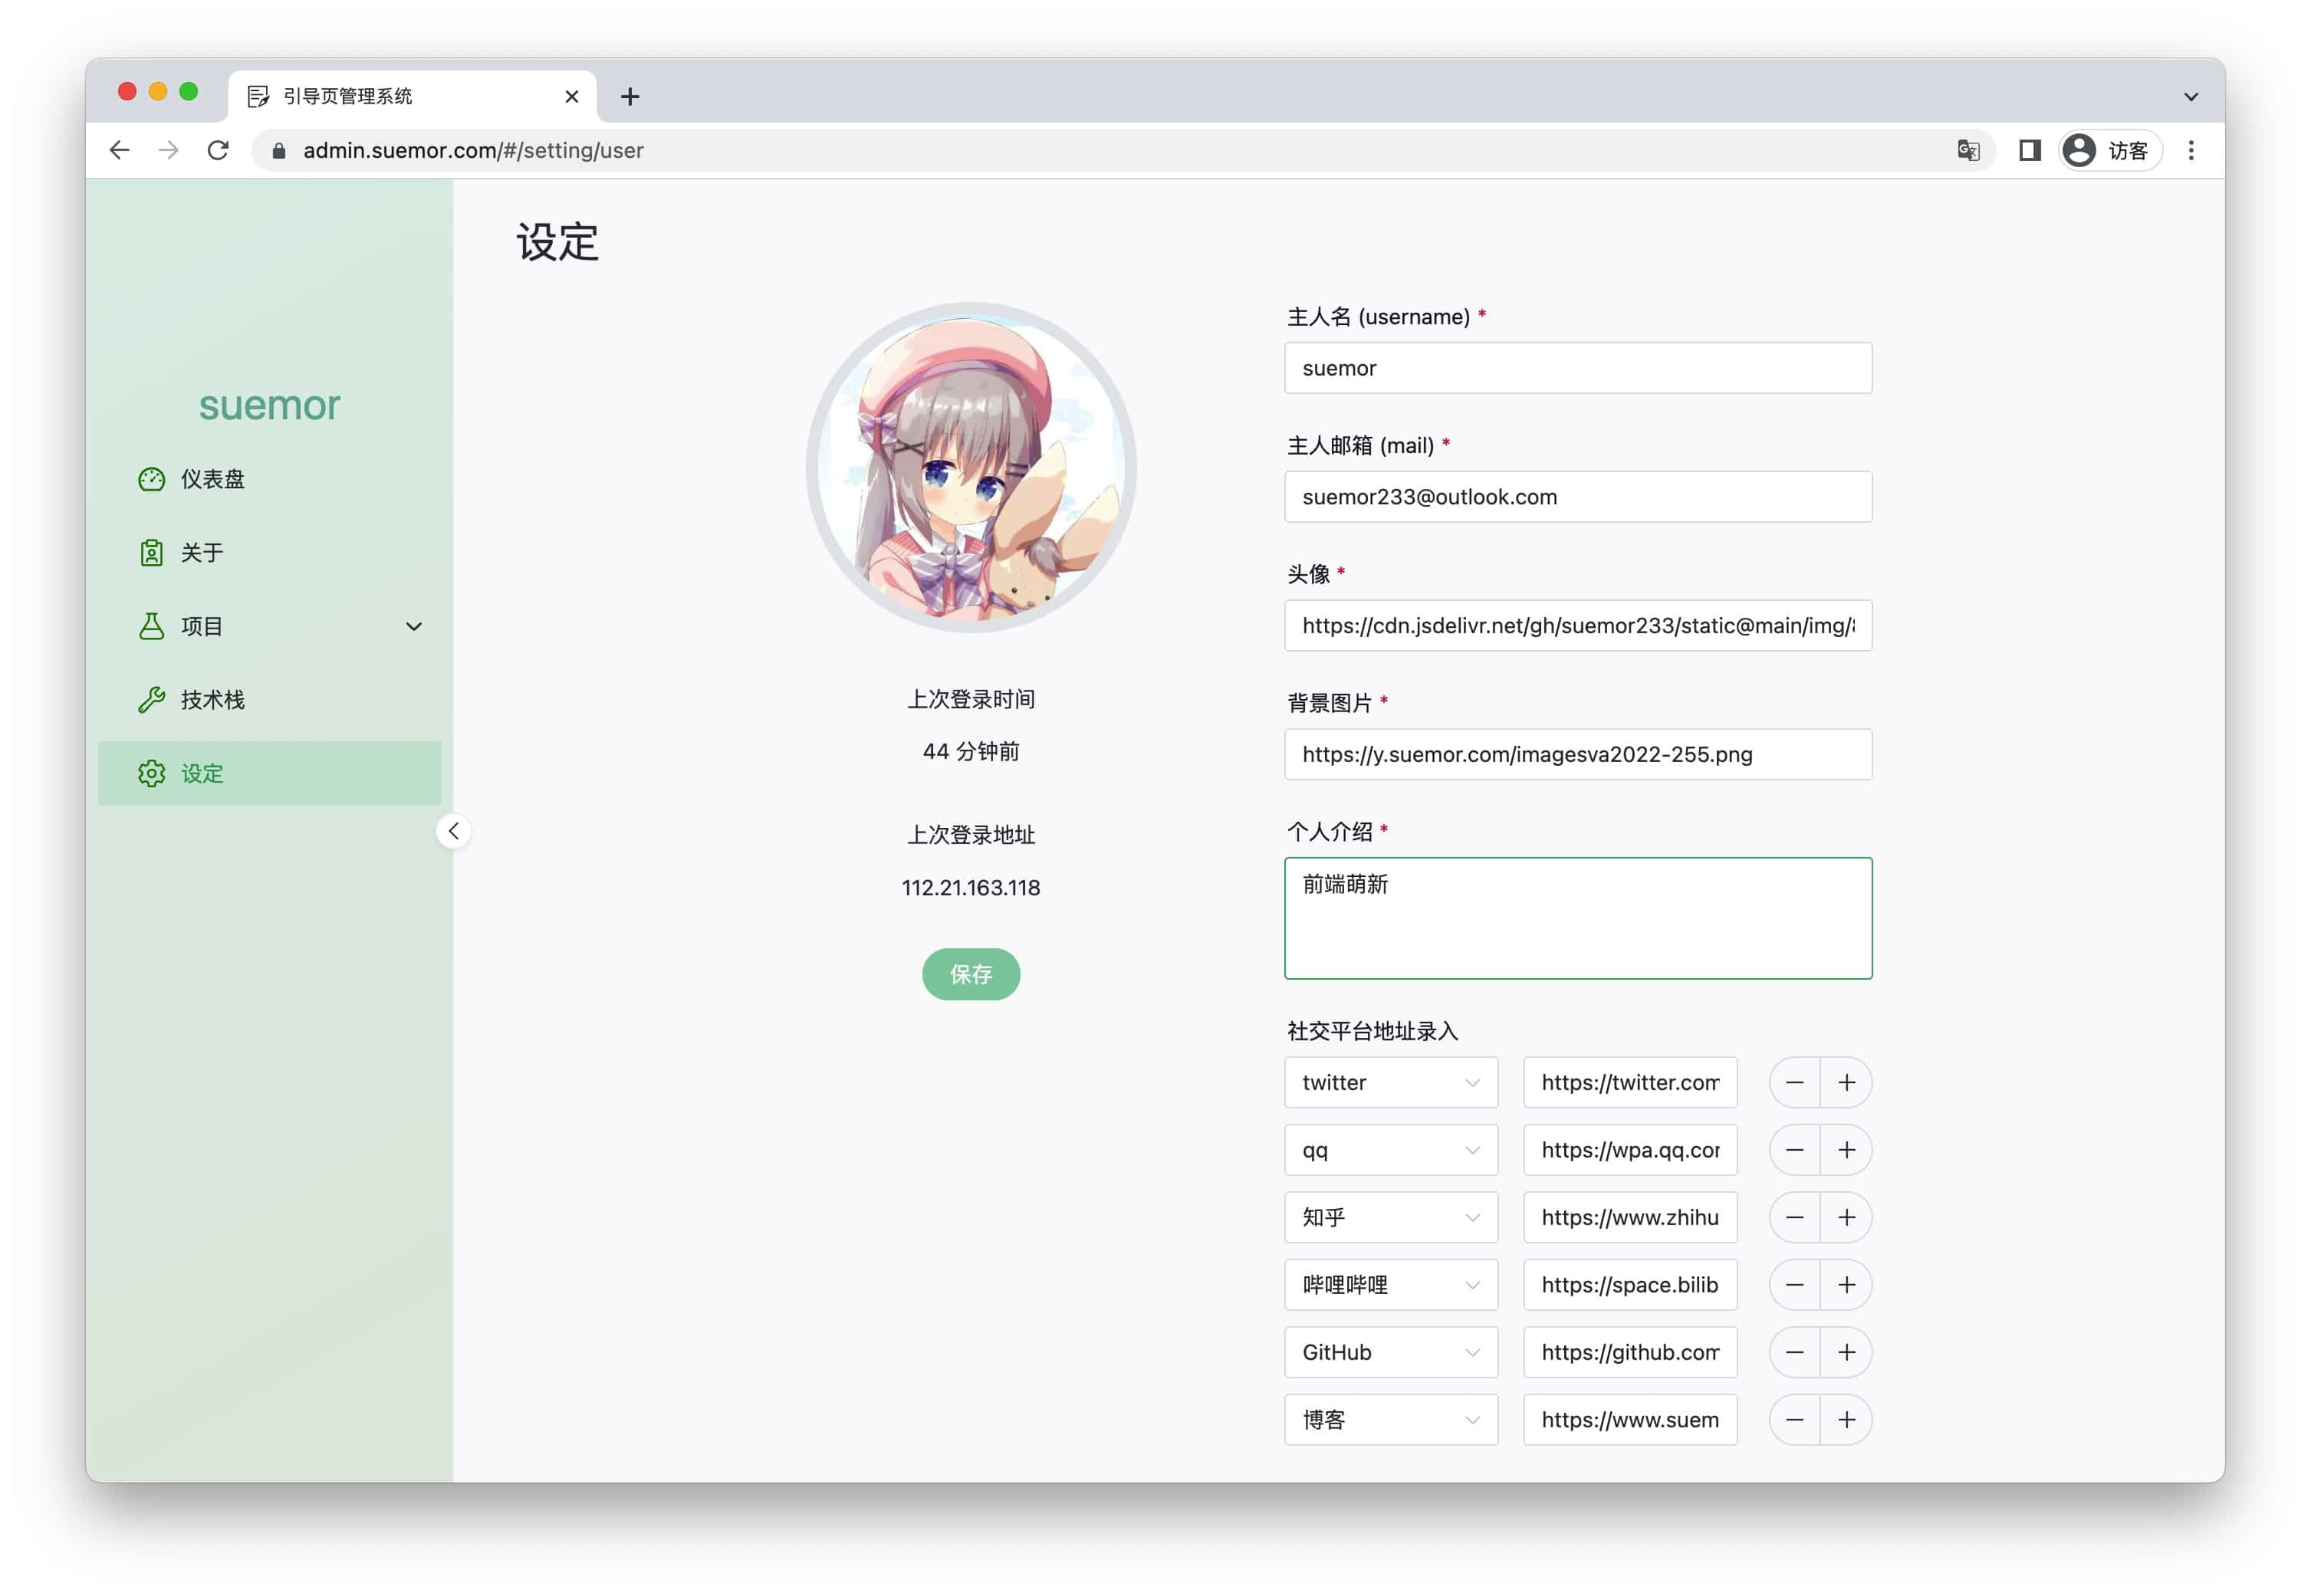 引导页管理系统
admin.suemor.com/#/setting/user
访客
suemor
仪表盘
关于
项目
技术栈
设定
设定
上次登录时间
44 分钟前
上次登录地址
112.21.163.118
保存
主人名 (username) *
suemor
主人邮箱 (mail) *
suemor233@outlook.com
头像 *
https://cdn.jsdelivr.net/gh/suemor233/static@main/img/
背景图片 *
https://y.suemor.com/imagesva2022-255.png
个人介绍 *
前端萌新
社交平台地址录入
twitter https://twitter.com
qq https://wpa.qq.com
知乎 https://www.zhihu
哔哩哔哩 https://space.bilib
GitHub https://github.com
博客 https://www.suem